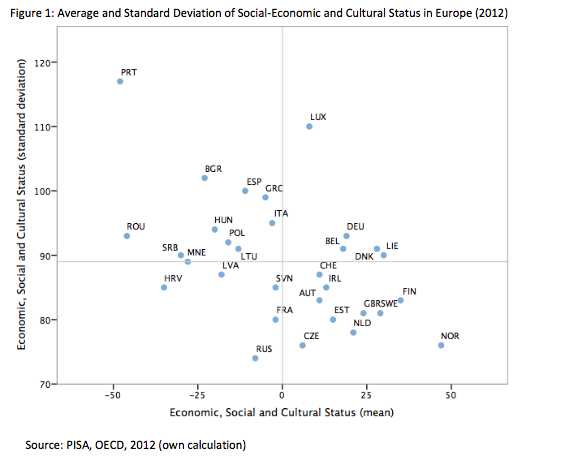 Figure 1: Average and Standard Deviation of Social-Economic and Cultural Status in Europe (2012)
Economic, Social and Cultural Status (standard deviation)
120
PRT
LUX
110
BGR
ESP
GRC
100
ITA
HUN
ROU
DEU
POL
BEL
SRB
MNE
LIE
90
LTU
DNK
LVA
CHE
HRV
SVN
IRL
AUT
FIN
GBR
SWE
FRA
EST
80
NLD
CZE
NOR
RUS
70
-50
-25
0
25
50
Economic, Social and Cultural Status (mean)
Source: PISA, OECD, 2012 (own calculation)